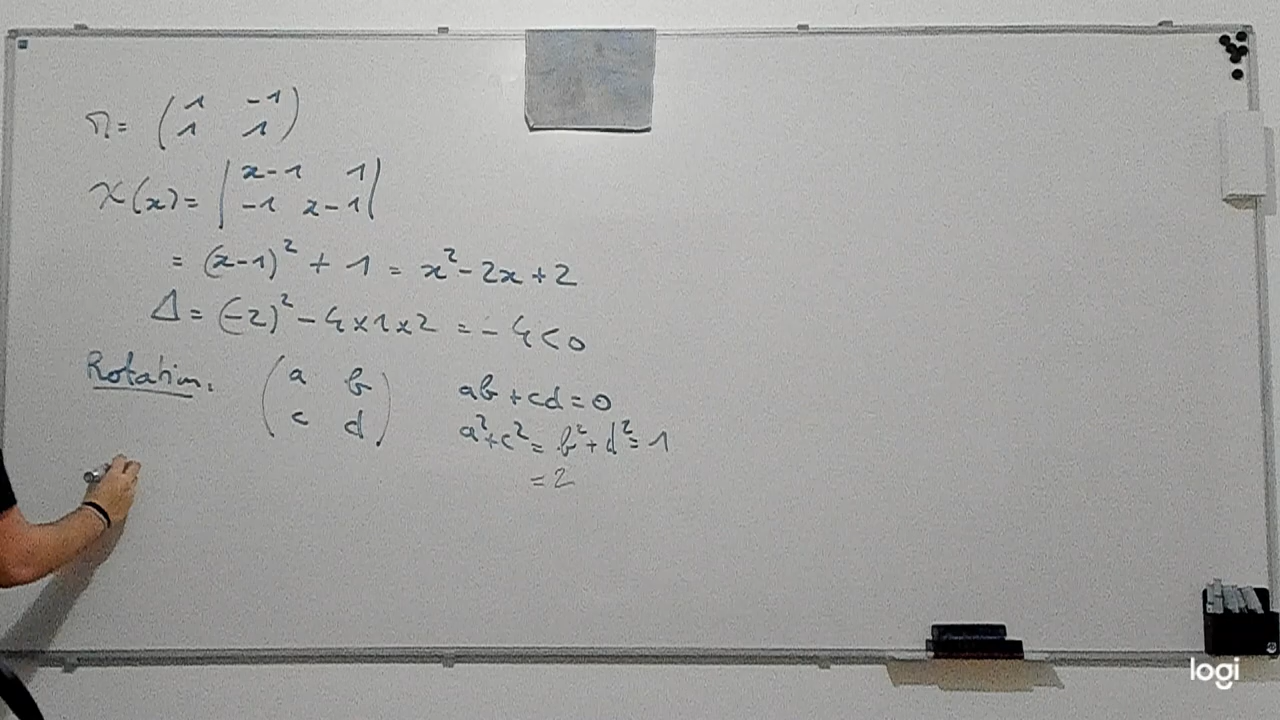 M = ( 1 -1 )
( 1 1 )
χ(x) = | x-1 1 |
| -1 x-1 |
= (x-1)² + 1 = x² - 2x + 2
Δ = (-2)² - 4×1×2 = -4 < 0
Rotation: ( a b ) ab + cd = 0
( c d ) a² + c² = b² + d² = 1
= 2
logi